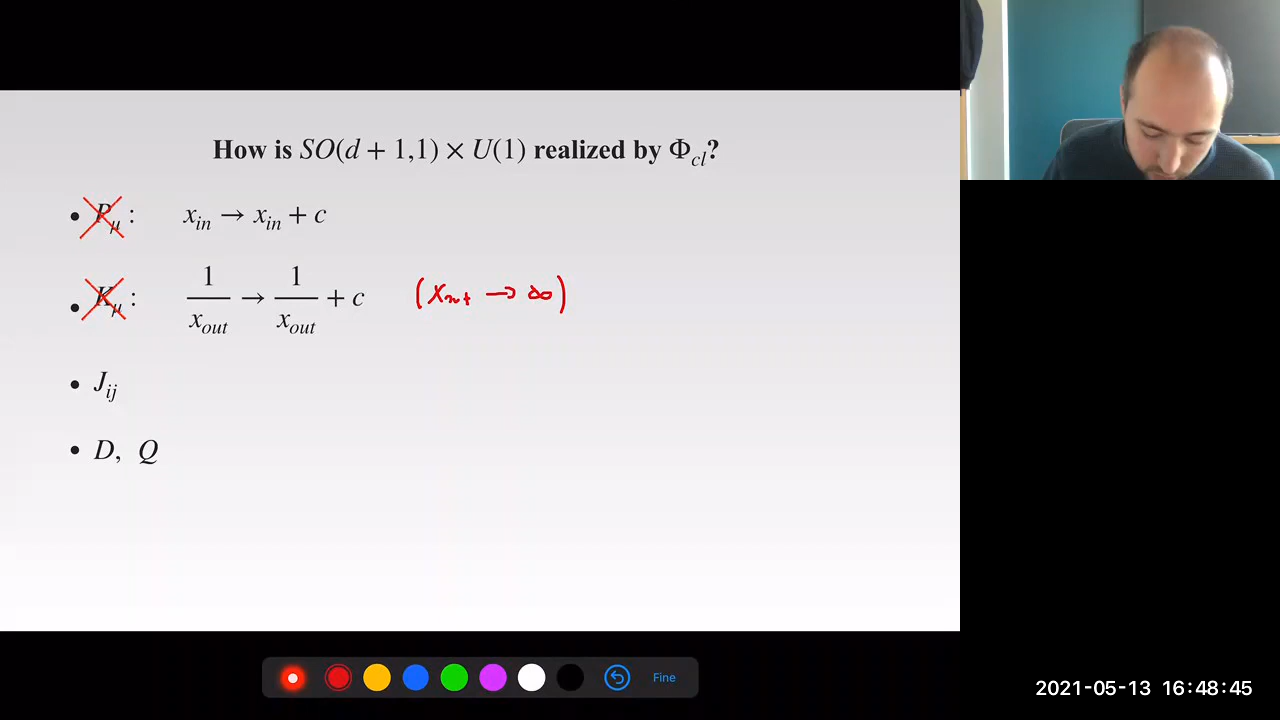 How is SO(d + 1,1) × U(1) realized by Φ_cl?
• P_μ : x_in → x_in + c
• K_μ : 1/x_out → 1/x_out + c (x_out → ∞)
• J_ij
• D, Q
Fine
2021-05-13 16:48:45